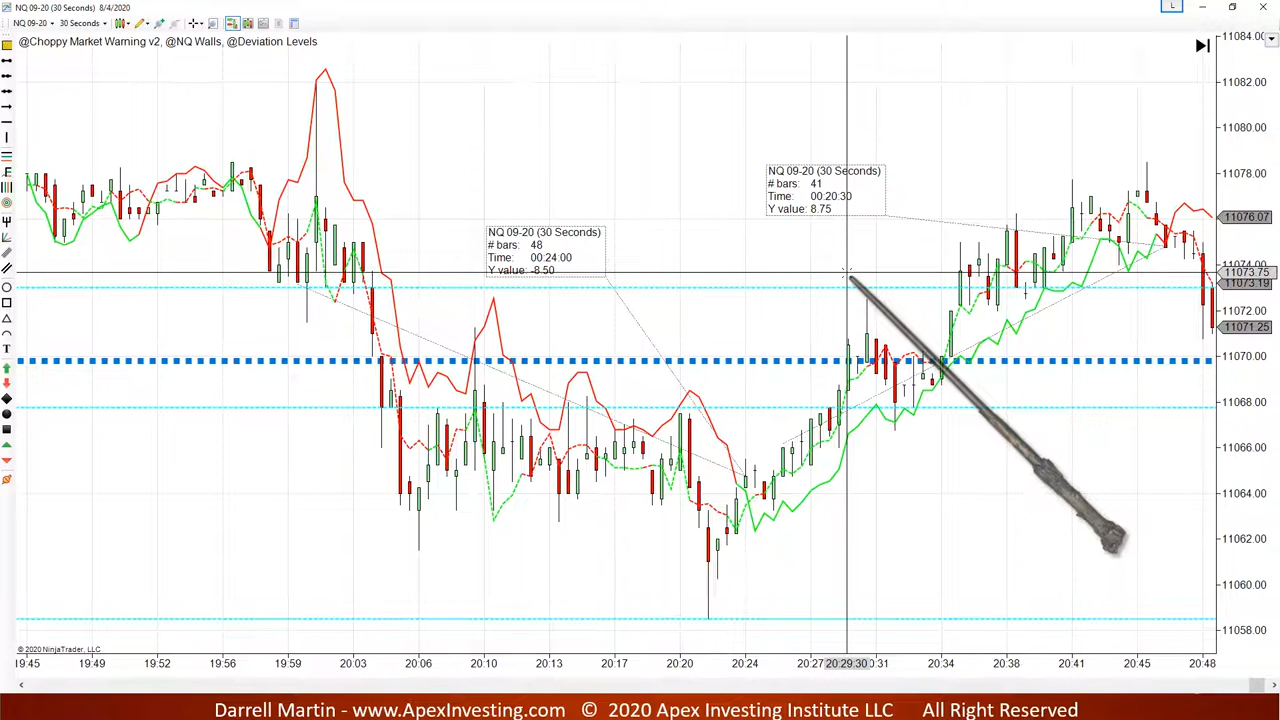 NQ 09-20 (30 Seconds) 8/4/2020
L
NQ 09-20 30 Seconds
@Choppy Market Warning v2, @NQ Walls, @Deviation Levels
11084.00
11082.00
11080.00
11078.00
11076.07
11074.00
11073.75
11073.19
11072.00
11071.25
11070.00
11068.00
11066.00
11064.00
11062.00
11060.00
11058.00
NQ 09-20 (30 Seconds)
# bars: 41
Time: 00:20:30
Y value: 8.75
NQ 09-20 (30 Seconds)
# bars: 48
Time: 00:24:00
Y value: -8.50
F
T
© 2020 NinjaTrader, LLC
19:45 19:49 19:52 19:56 19:59 20:03 20:06 20:10 20:13 20:17 20:20 20:24 20:27 20:29:30 0:31 20:34 20:38 20:41 20:45 20:48
Darrell Martin - www.ApexInvesting.com © 2020 Apex Investing Institute LLC All Right Reserved